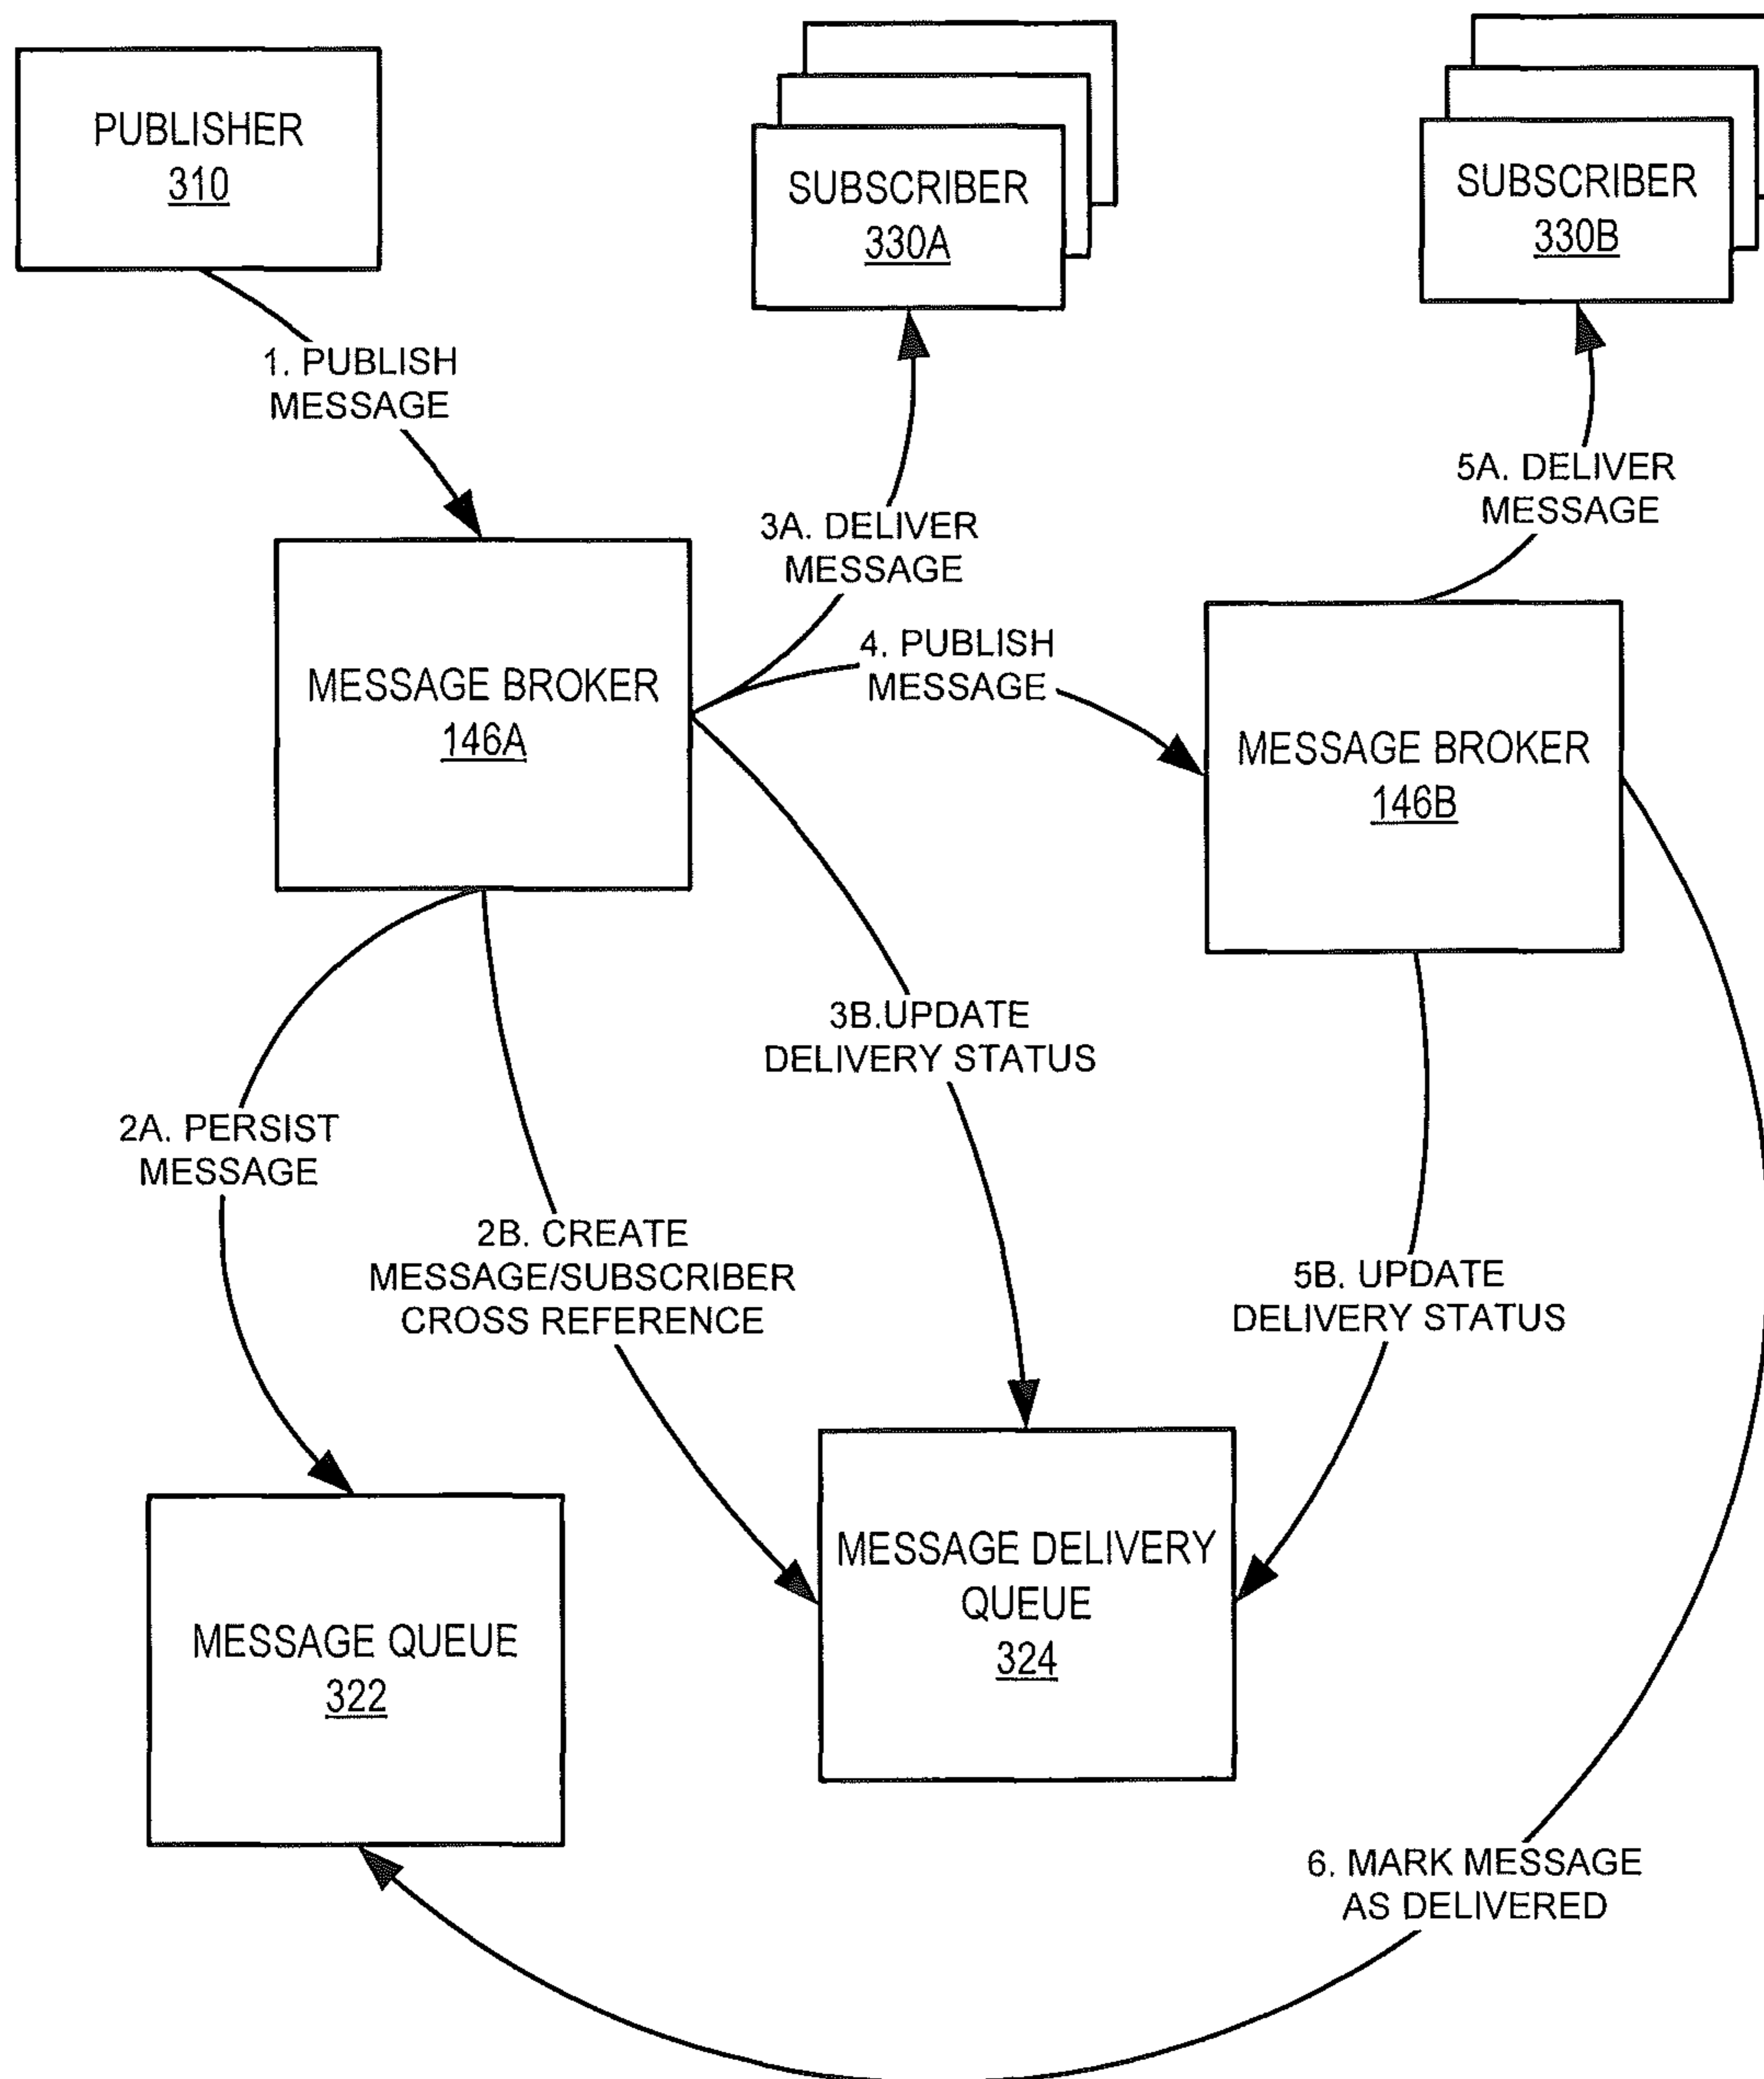 PUBLISHER
310
SUBSCRIBER
330A
SUBSCRIBER
330B
1. PUBLISH
MESSAGE
3A. DELIVER
MESSAGE
5A. DELIVER
MESSAGE
4. PUBLISH
MESSAGE
MESSAGE BROKER
146A
MESSAGE BROKER
146B
3B.UPDATE
DELIVERY STATUS
2A. PERSIST
MESSAGE
2B. CREATE
MESSAGE/SUBSCRIBER
CROSS REFERENCE
5B. UPDATE
DELIVERY STATUS
MESSAGE DELIVERY
QUEUE
324
MESSAGE QUEUE
322
6. MARK MESSAGE
AS DELIVERED